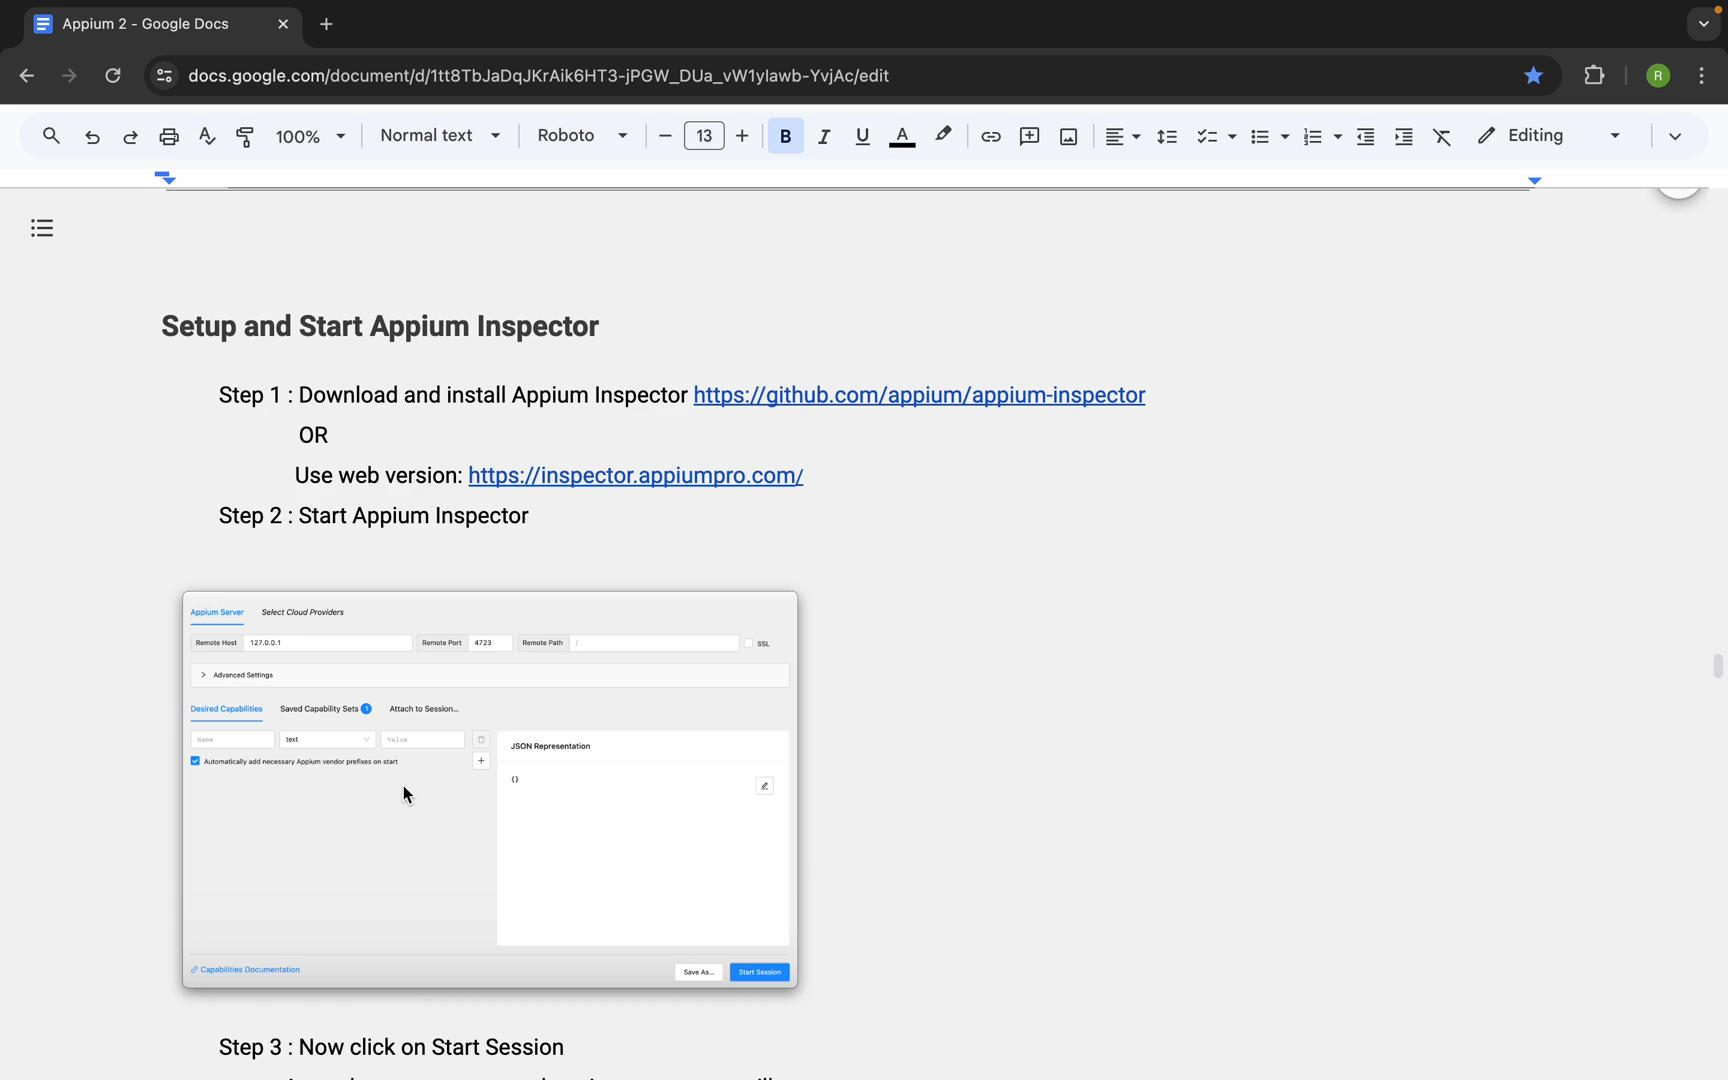 Appium 2 - Google Docs
docs.google.com/document/d/1tt8TbJaDqJKrAik6HT3-jPGW_DUa_vW1ylawb-YvjAc/edit
R
100% Normal text Roboto 13 B I U A Editing
Setup and Start Appium Inspector
Step 1 : Download and install Appium Inspector https://github.com/appium/appium-inspector
OR
Use web version: https://inspector.appiumpro.com/
Step 2 : Start Appium Inspector
Appium Server Select Cloud Providers
Remote Host 127.0.0.1 Remote Port 4723 Remote Path / SSL
Advanced Settings
Desired Capabilities Saved Capability Sets 1 Attach to Session...
Name text Value
JSON Representation
Automatically add necessary Appium vendor prefixes on start
{}
Capabilities Documentation Save As... Start Session
Step 3 : Now click on Start Session